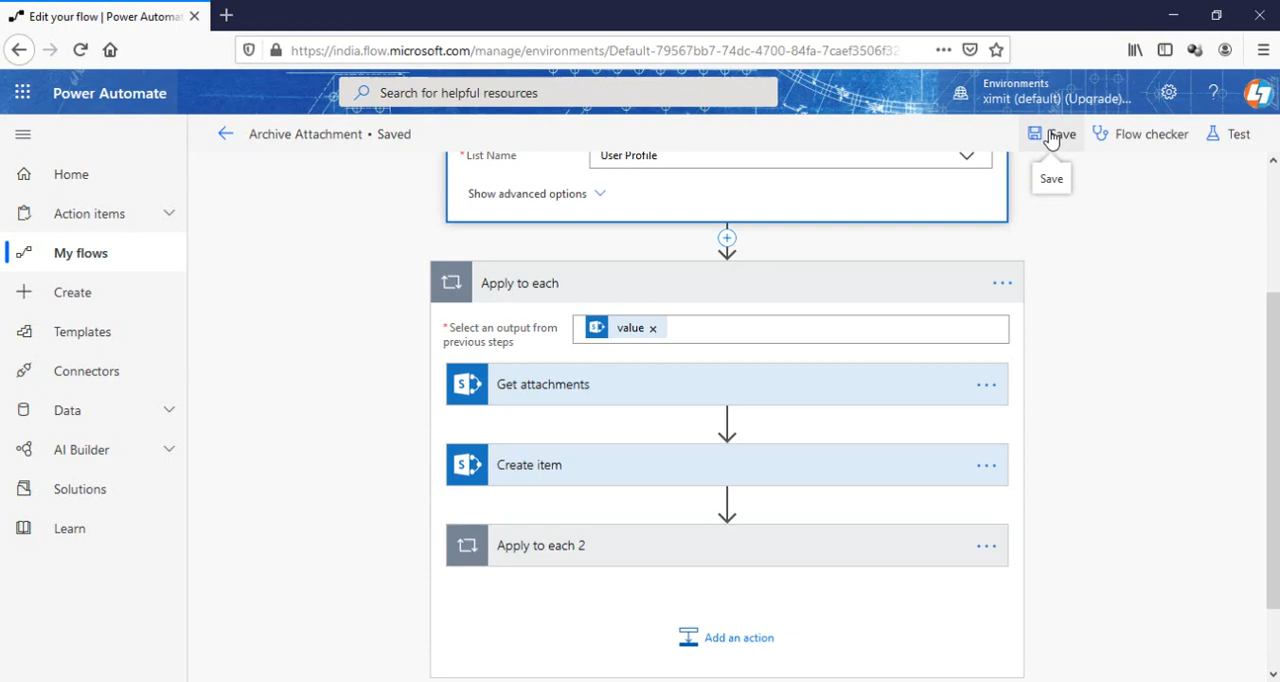 Edit your flow | Power Automa
https://india.flow.microsoft.com/manage/environments/Default-79567bb7-74dc-4700-84fa-7caef3506f32
Power Automate
Search for helpful resources
Environments
ximit (default) (Upgrade)...
?
Archive Attachment • Saved
Save
Flow checker
Test
Save
Home
Action items
My flows
Create
Templates
Connectors
Data
AI Builder
Solutions
Learn
*List Name
User Profile
Show advanced options
Apply to each
*Select an output from
previous steps
value
Get attachments
Create item
Apply to each 2
Add an action